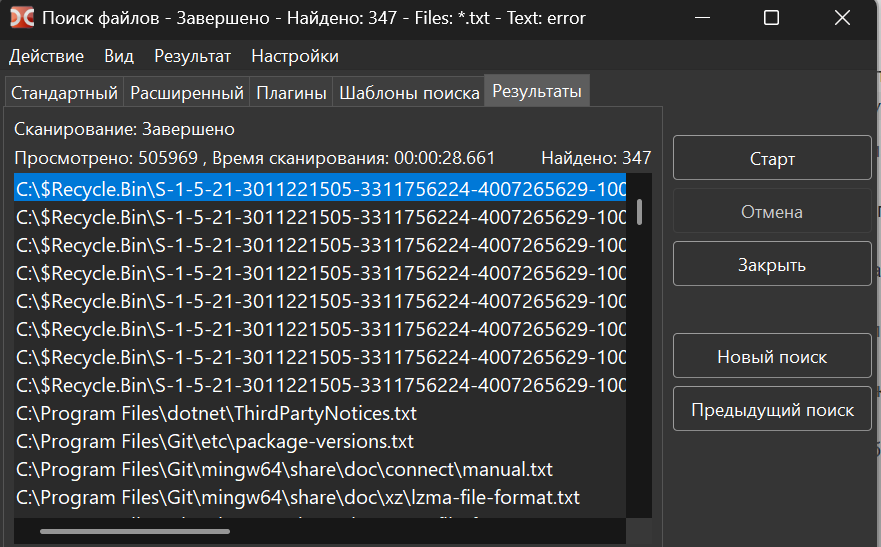 Поиск файлов - Завершено - Найдено: 347 - Files: *.txt - Text: error
Действие Вид Результат Настройки
Стандартный Расширенный Плагины Шаблоны поиска Результаты
Сканирование: Завершено
Просмотрено: 505969 , Время сканирования: 00:00:28.661 Найдено: 347
C:\$Recycle.Bin\S-1-5-21-3011221505-3311756224-4007265629-100
C:\$Recycle.Bin\S-1-5-21-3011221505-3311756224-4007265629-100
C:\$Recycle.Bin\S-1-5-21-3011221505-3311756224-4007265629-100
C:\$Recycle.Bin\S-1-5-21-3011221505-3311756224-4007265629-100
C:\$Recycle.Bin\S-1-5-21-3011221505-3311756224-4007265629-100
C:\$Recycle.Bin\S-1-5-21-3011221505-3311756224-4007265629-100
C:\$Recycle.Bin\S-1-5-21-3011221505-3311756224-4007265629-100
C:\$Recycle.Bin\S-1-5-21-3011221505-3311756224-4007265629-100
C:\Program Files\dotnet\ThirdPartyNotices.txt
C:\Program Files\Git\etc\package-versions.txt
C:\Program Files\Git\mingw64\share\doc\connect\manual.txt
C:\Program Files\Git\mingw64\share\doc\xz\lzma-file-format.txt
Старт
Отмена
Закрыть
Новый поиск
Предыдущий поиск